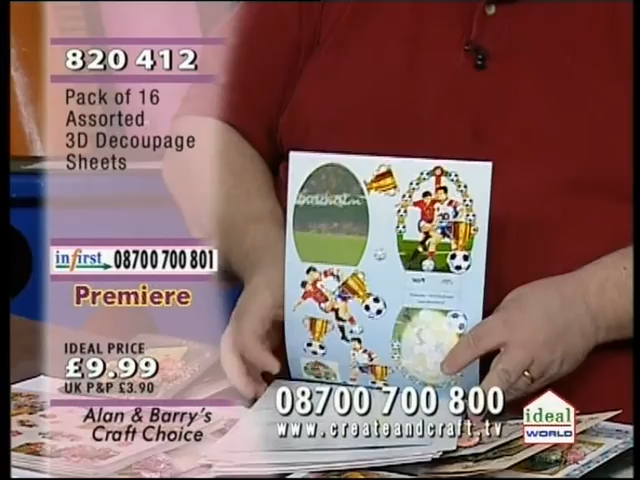 820 412
Pack of 16
Assorted
3D Decoupage
Sheets
infirst 08700 700 801
Premiere
IDEAL PRICE
£9.99
UK P&P £3.90
Alan & Barry's
Craft Choice
08700 700 800
www.createandcraft.tv
ideal
WORLD